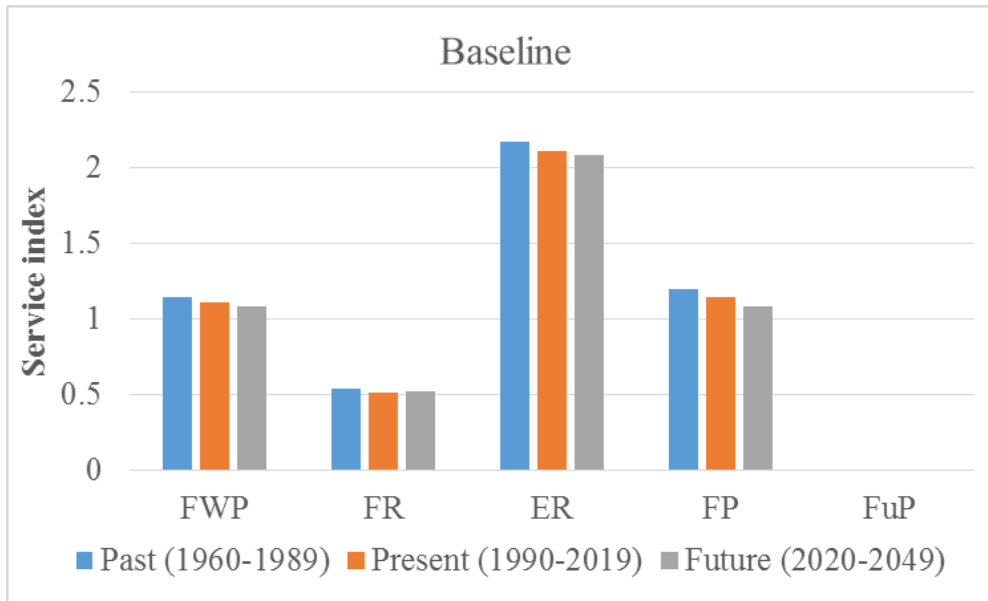 Baseline
Service index
2.5
2
1.5
1
0.5
0
FWP FR ER FP FuP
Past (1960-1989) Present (1990-2019) Future (2020-2049)